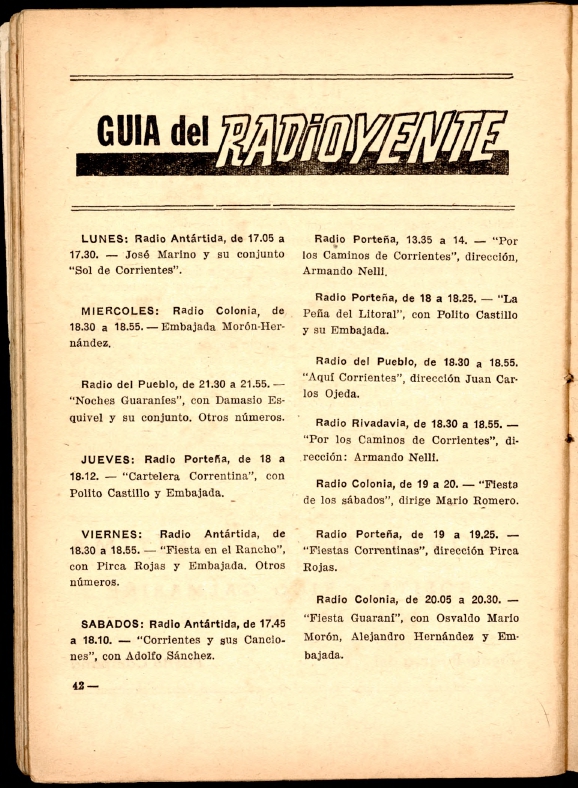 GUIA del RADIOYENTE
LUNES: Radio Antártida, de 17.05 a
17.30. — José Marino y su conjunto
"Sol de Corrientes".
MIERCOLES: Radio Colonia, de
18.30 a 18.55. — Embajada Morón-Her-
nández.
Radio del Pueblo, de 21.30 a 21.55. —
"Noches Guaraníes", con Damasio Es-
quivel y su conjunto. Otros números.
JUEVES: Radio Porteña, de 18 a
18.12. — "Cartelera Correntina", con
Polito Castillo y Embajada.
VIERNES: Radio Antártida, de
18.30 a 18.55. — "Fiesta en el Rancho",
con Pirca Rojas y Embajada. Otros
números.
SABADOS: Radio Antártida, de 17.45
a 18.10. — "Corrientes y sus Cancio-
nes", con Adolfo Sánchez.
Radio Porteña, 13.35 a 14. — "Por
los Caminos de Corrientes", dirección,
Armando Nelli.
Radio Porteña, de 18 a 18.25. — "La
Peña del Litoral", con Polito Castillo
y su Embajada.
Radio del Pueblo, de 18.30 a 18.55.
"Aquí Corrientes", dirección Juan Car-
los Ojeda.
Radio Rivadavia, de 18.30 a 18.55. —
"Por los Caminos de Corrientes", di-
rección: Armando Nelli.
Radio Colonia, de 19 a 20. — "Fiesta
de los sábados", dirige Mario Romero.
Radio Porteña, de 19 a 19.25. —
"Fiestas Correntinas", dirección Pirca
Rojas.
Radio Colonia, de 20.05 a 20.30. —
"Fiesta Guaraní", con Osvaldo Mario
Morón, Alejandro Hernández y Em-
bajada.
42 —